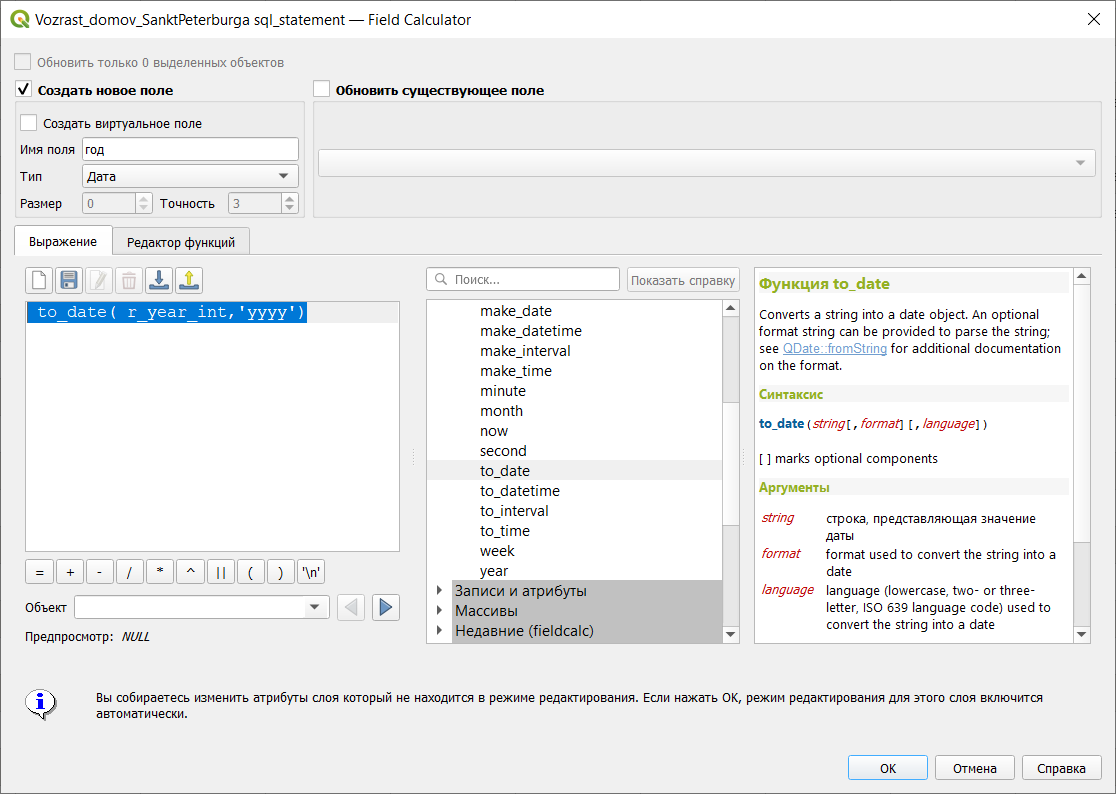 Vozrast_domov_SanktPeterburga sql_statement — Field Calculator
Обновить только 0 выделенных объектов
Создать новое поле
Обновить существующее поле
Создать виртуальное поле
Имя поля год
Тип Дата
Размер 0 Точность 3
Выражение Редактор функций
Поиск... Показать справку
to_date( r_year_int,'yyyy')
= + - / * ^ || ( ) '\n'
Объект
Предпросмотр: NULL
make_date
make_datetime
make_interval
make_time
minute
month
now
second
to_date
to_datetime
to_interval
to_time
week
year
Записи и атрибуты
Массивы
Недавние (fieldcalc)
Функция to_date
Converts a string into a date object. An optional
format string can be provided to parse the string;
see QDate::fromString for additional documentation
on the format.
Синтаксис
to_date(string[,format][,language])
[ ] marks optional components
Аргументы
string строка, представляющая значение
даты
format format used to convert the string into a
date
language language (lowercase, two- or three-
letter, ISO 639 language code) used to
convert the string into a date
Вы собираетесь изменить атрибуты слоя который не находится в режиме редактирования. Если нажать ОК, режим редактирования для этого слоя включится
автоматически.
ОК Отмена Справка